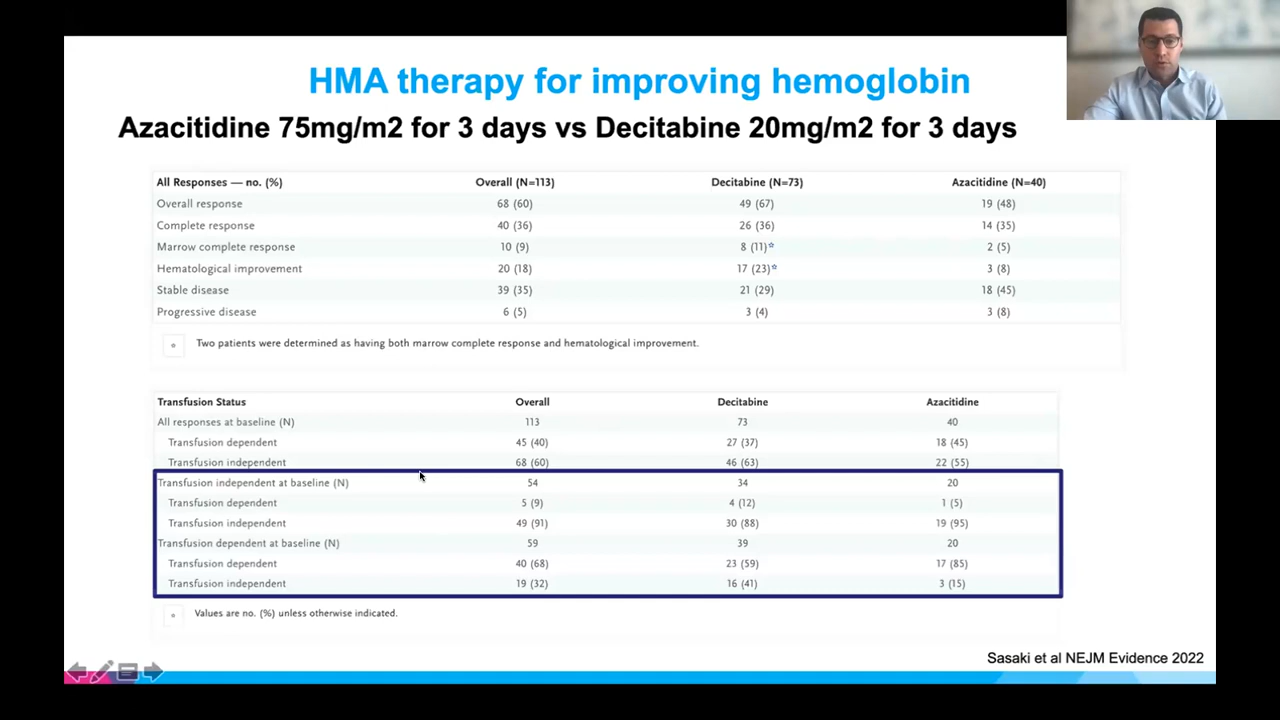 HMA therapy for improving hemoglobin
Azacitidine 75mg/m2 for 3 days vs Decitabine 20mg/m2 for 3 days
All Responses — no. (%) Overall (N=113) Decitabine (N=73) Azacitidine (N=40)
Overall response 68 (60) 49 (67) 19 (48)
Complete response 40 (36) 26 (36) 14 (35)
Marrow complete response 10 (9) 8 (11)* 2 (5)
Hematological improvement 20 (18) 17 (23)* 3 (8)
Stable disease 39 (35) 21 (29) 18 (45)
Progressive disease 6 (5) 3 (4) 3 (8)
* Two patients were determined as having both marrow complete response and hematological improvement.
Transfusion Status Overall Decitabine Azacitidine
All responses at baseline (N) 113 73 40
Transfusion dependent 45 (40) 27 (37) 18 (45)
Transfusion independent 68 (60) 46 (63) 22 (55)
Transfusion independent at baseline (N) 54 34 20
Transfusion dependent 5 (9) 4 (12) 1 (5)
Transfusion independent 49 (91) 30 (88) 19 (95)
Transfusion dependent at baseline (N) 59 39 20
Transfusion dependent 40 (68) 23 (59) 17 (85)
Transfusion independent 19 (32) 16 (41) 3 (15)
* Values are no. (%) unless otherwise indicated.
Sasaki et al NEJM Evidence 2022